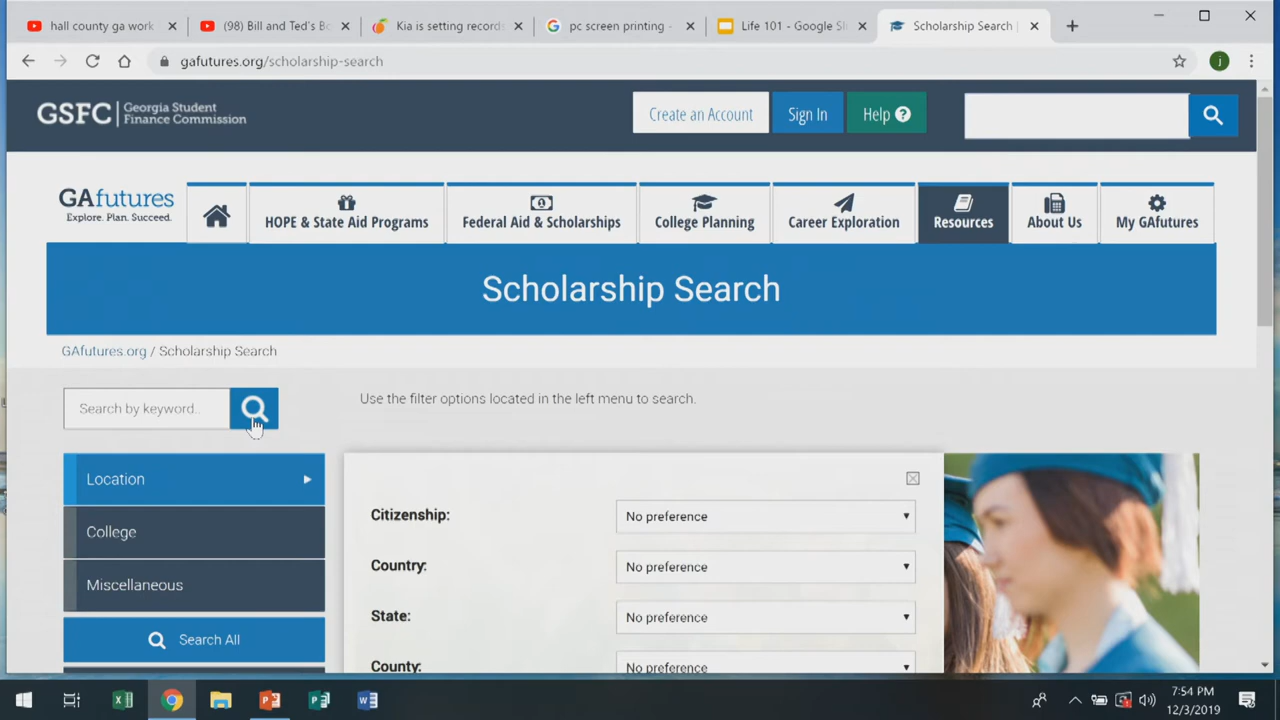 hall county ga work
(98) Bill and Ted's Bo
Kia is setting records
pc screen printing -
Life 101 - Google Sli
Scholarship Search |
gafutures.org/scholarship-search
j
GSFC | Georgia Student Finance Commission
Create an Account
Sign In
Help ?
GAfutures
Explore. Plan. Succeed.
HOPE & State Aid Programs
Federal Aid & Scholarships
College Planning
Career Exploration
Resources
About Us
My GAfutures
Scholarship Search
GAfutures.org / Scholarship Search
Search by keyword..
Use the filter options located in the left menu to search.
Location
College
Miscellaneous
Search All
Citizenship:
No preference
Country:
No preference
State:
No preference
County:
No preference
7:54 PM
12/3/2019